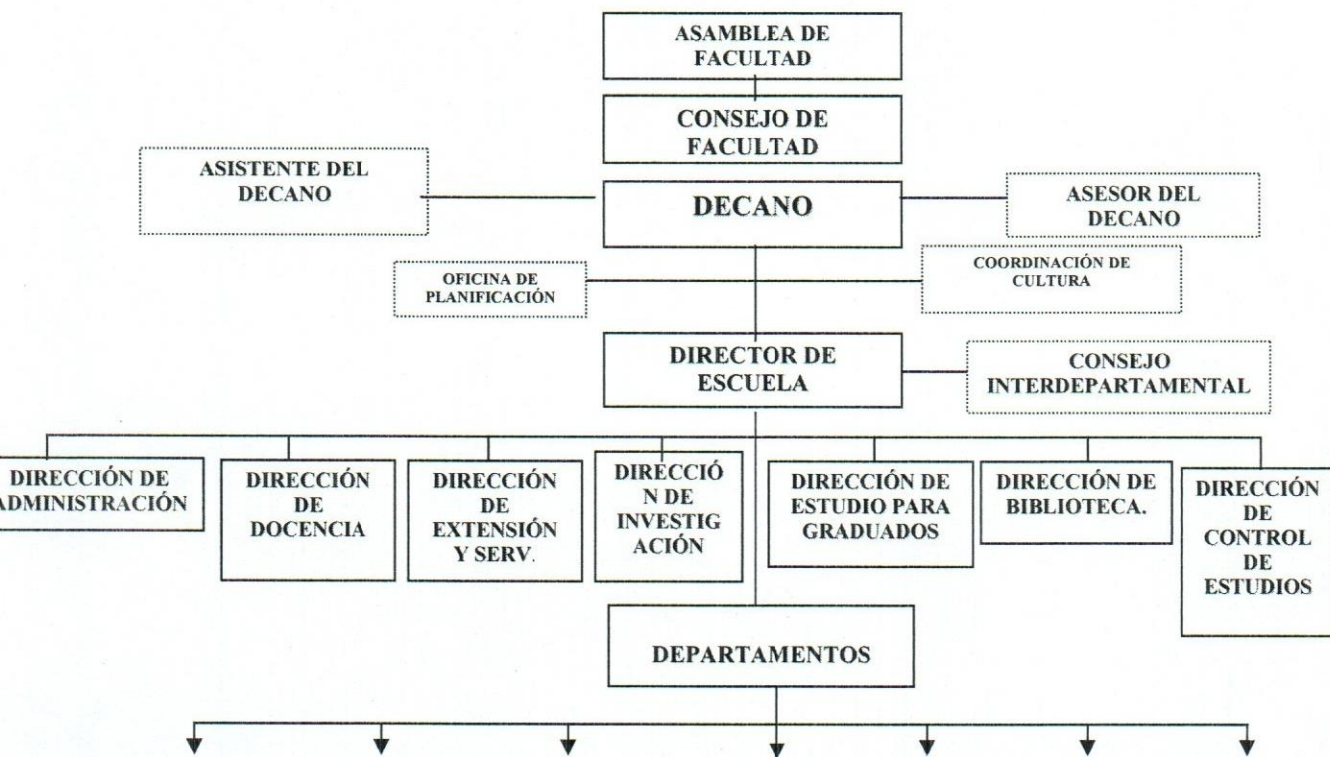 ASAMBLEA DE
FACULTAD
CONSEJO DE
FACULTAD
ASISTENTE DEL
DECANO
DECANO
ASESOR DEL
DECANO
OFICINA DE
PLANIFICACIÓN
COORDINACIÓN DE
CULTURA
DIRECTOR DE
ESCUELA
CONSEJO
INTERDEPARTAMENTAL
DIRECCIÓN DE
ADMINISTRACIÓN
DIRECCIÓN
DE
DOCENCIA
DIRECCIÓN
DE
EXTENSIÓN
Y SERV.
DIRECCIÓ
N DE
INVESTIG
ACIÓN
DIRECCIÓN DE
ESTUDIO PARA
GRADUADOS
DIRECCIÓN DE
BIBLIOTECA.
DIRECCIÓN
DE
CONTROL
DE
ESTUDIOS
DEPARTAMENTOS